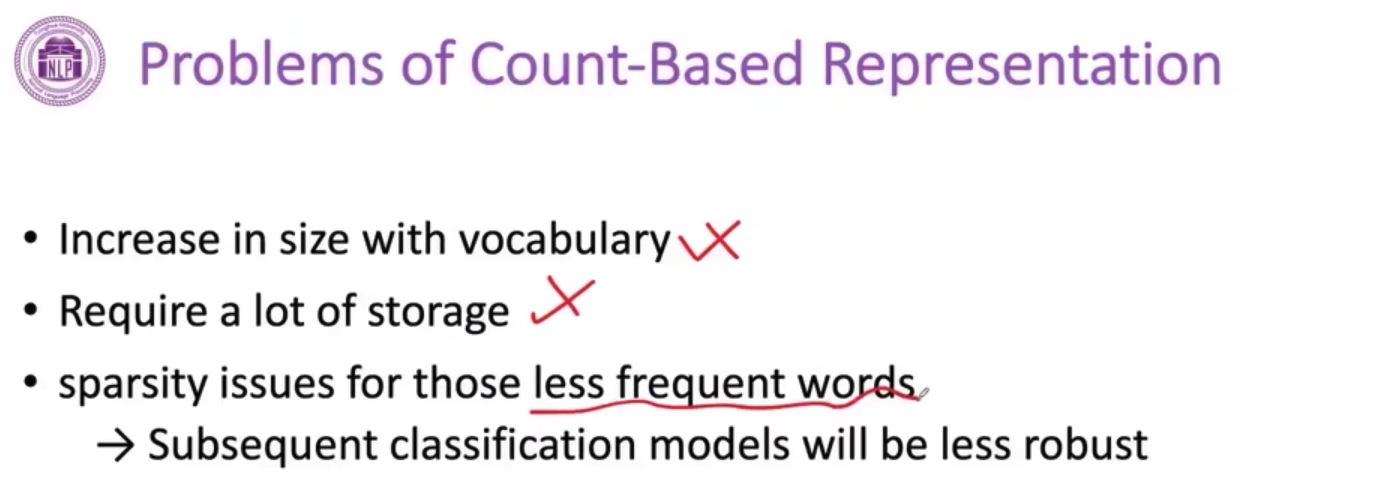 NLP
Problems of Count-Based Representation
• Increase in size with vocabulary
• Require a lot of storage
• sparsity issues for those less frequent words
→ Subsequent classification models will be less robust